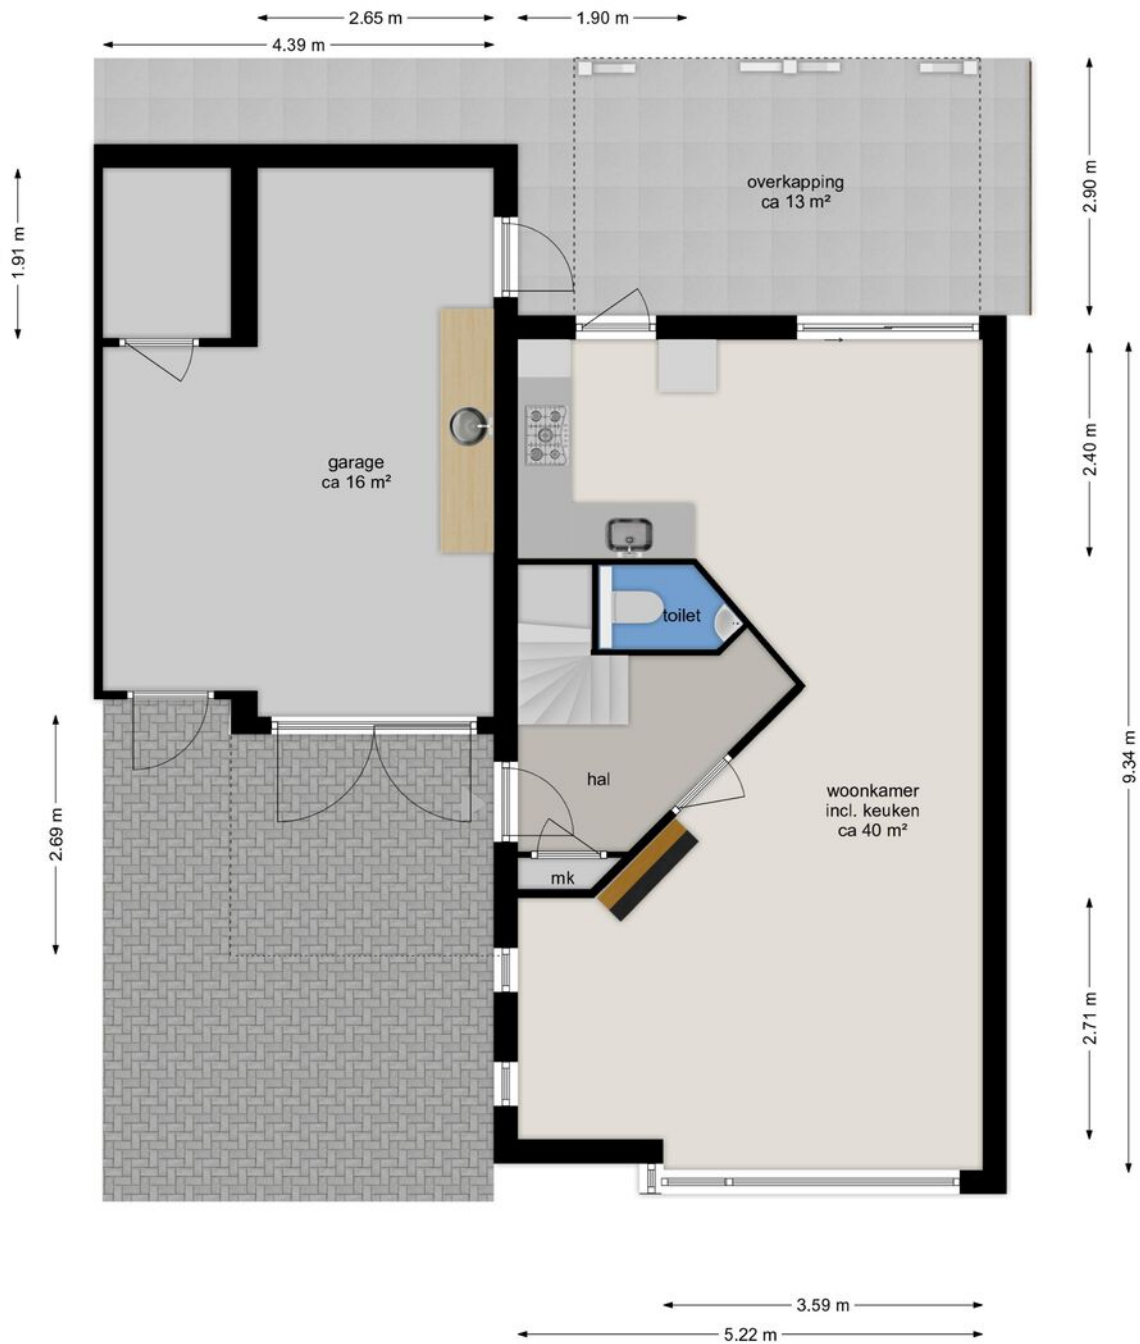 2.65 m
1.90 m
4.39 m
overkapping
ca 13 m²
2.90 m
1.91 m
2.40 m
garage
ca 16 m²
toilet
9.34 m
hal
woonkamer
incl. keuken
ca 40 m²
2.69 m
mk
2.71 m
3.59 m
5.22 m